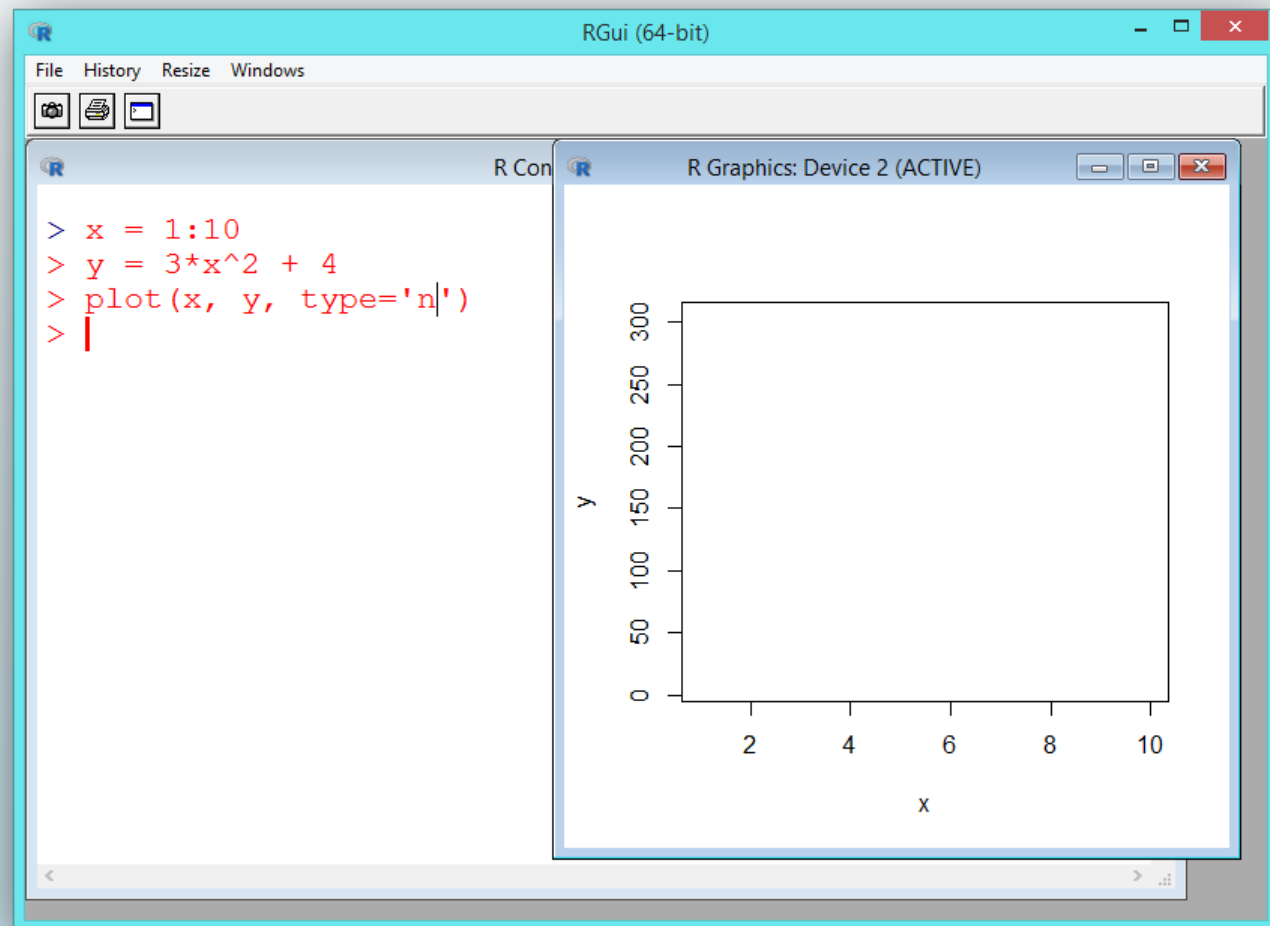 RGui (64-bit)
File History Resize Windows
R Con
> x = 1:10
> y = 3*x^2 + 4
> plot(x, y, type='n')
>
R Graphics: Device 2 (ACTIVE)
300
250
200
150
100
50
0
y
2 4 6 8 10
x